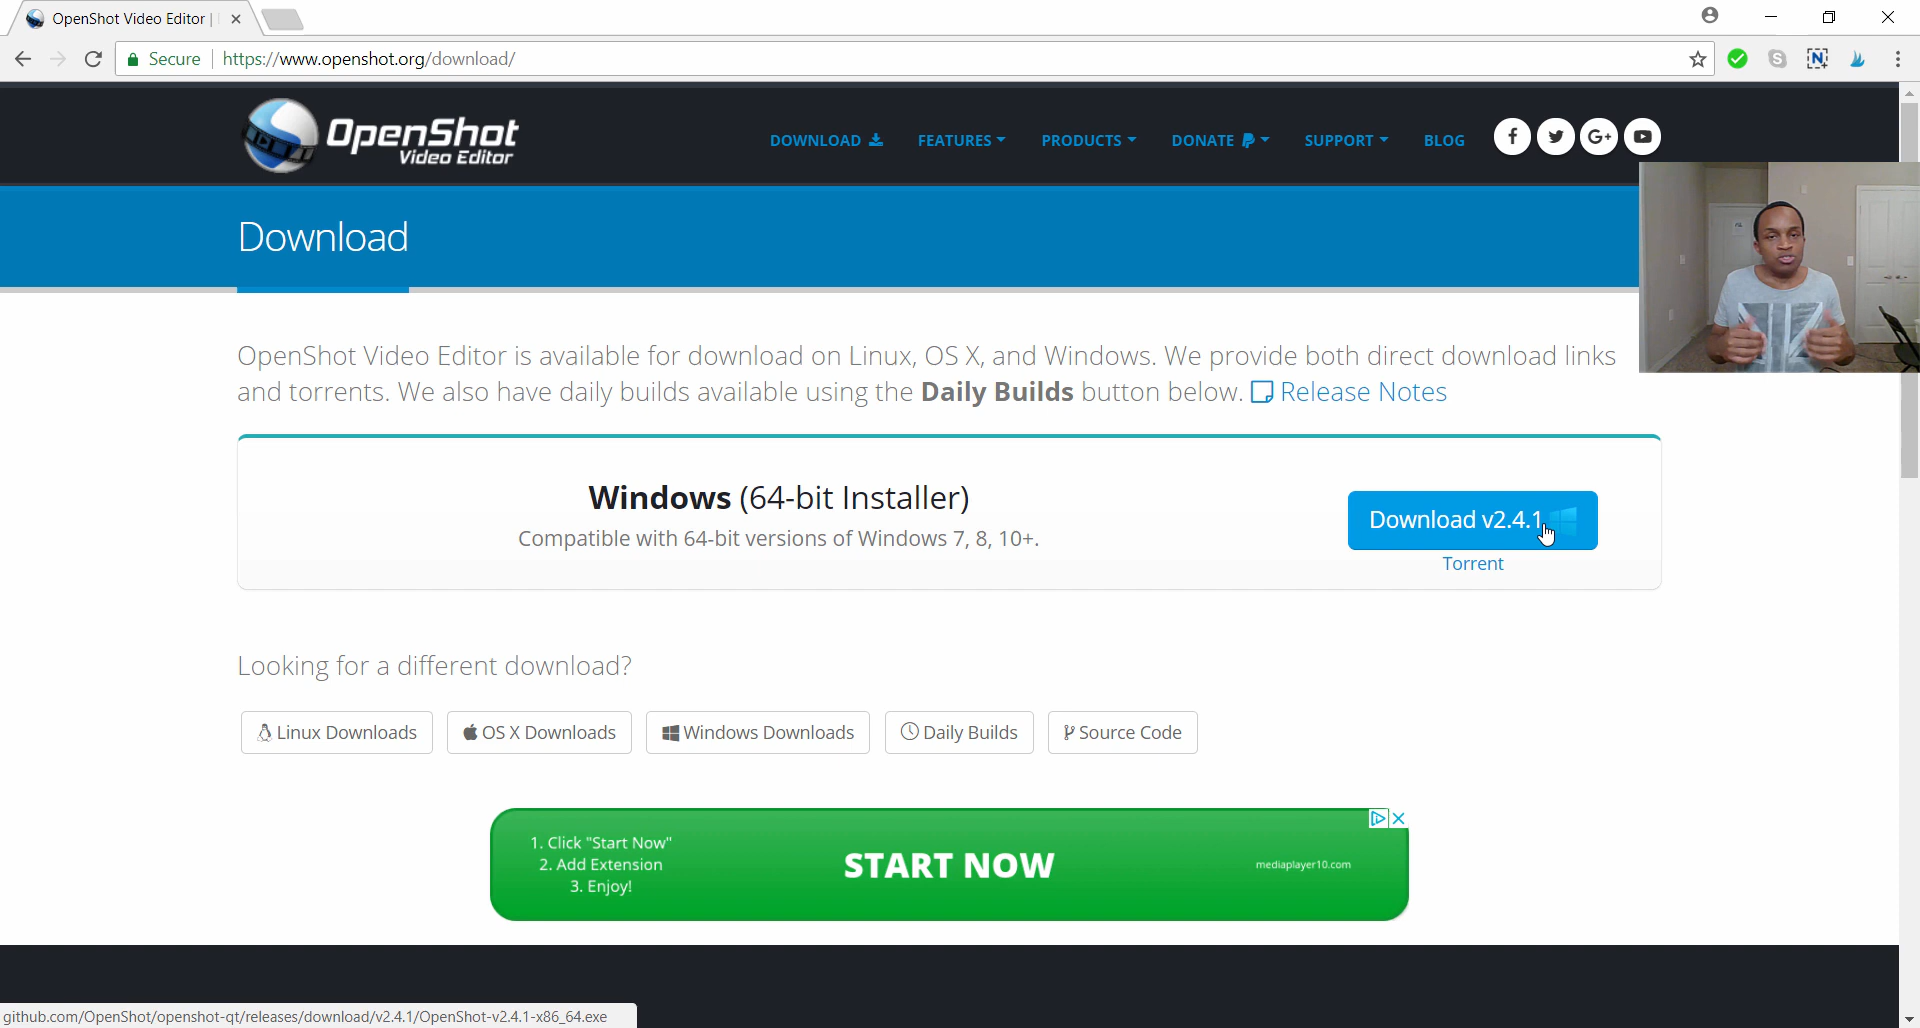 OpenShot Video Editor |
Secure
https://www.openshot.org/download/
OpenShot
Video Editor
DOWNLOAD
FEATURES
PRODUCTS
DONATE
SUPPORT
BLOG
Download
OpenShot Video Editor is available for download on Linux, OS X, and Windows. We provide both direct download links
and torrents. We also have daily builds available using the Daily Builds button below. Release Notes
Windows (64-bit Installer)
Compatible with 64-bit versions of Windows 7, 8, 10+.
Download v2.4.1
Torrent
Looking for a different download?
Linux Downloads
OS X Downloads
Windows Downloads
Daily Builds
Source Code
1. Click "Start Now"
2. Add Extension
3. Enjoy!
START NOW
mediaplayer10.com
github.com/OpenShot/openshot-qt/releases/download/v2.4.1/OpenShot-v2.4.1-x86_64.exe